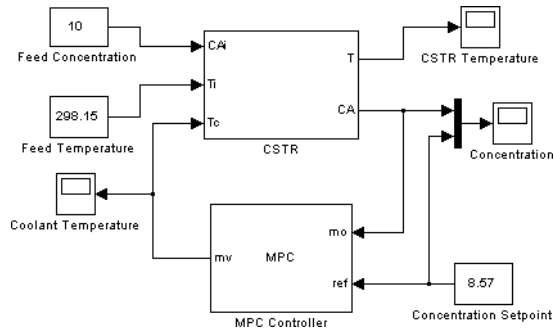 10
Feed Concentration
298.15
Feed Temperature
CAi
Ti
Tc
T
CA
CSTR
CSTR Temperature
Concentration
Coolant Temperature
mv
MPC
mo
ref
MPC Controller
8.57
Concentration Setpoint